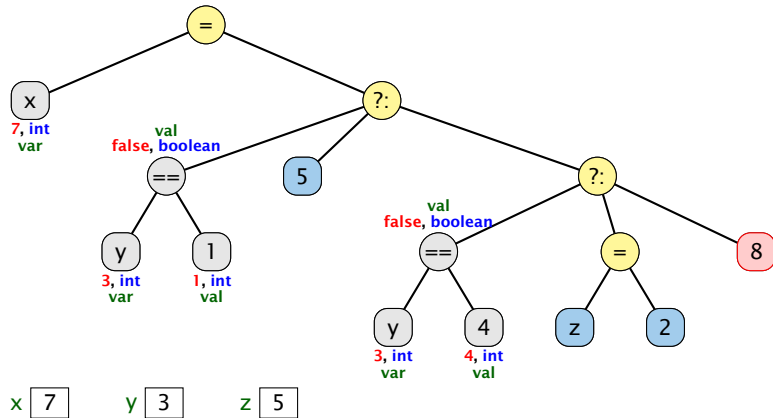 =
x
7, int
var
?:
val
false, boolean
==
5
?:
y
3, int
var
1
1, int
val
val
false, boolean
==
=
8
y
3, int
var
4
4, int
val
z
2
x 7 y 3 z 5